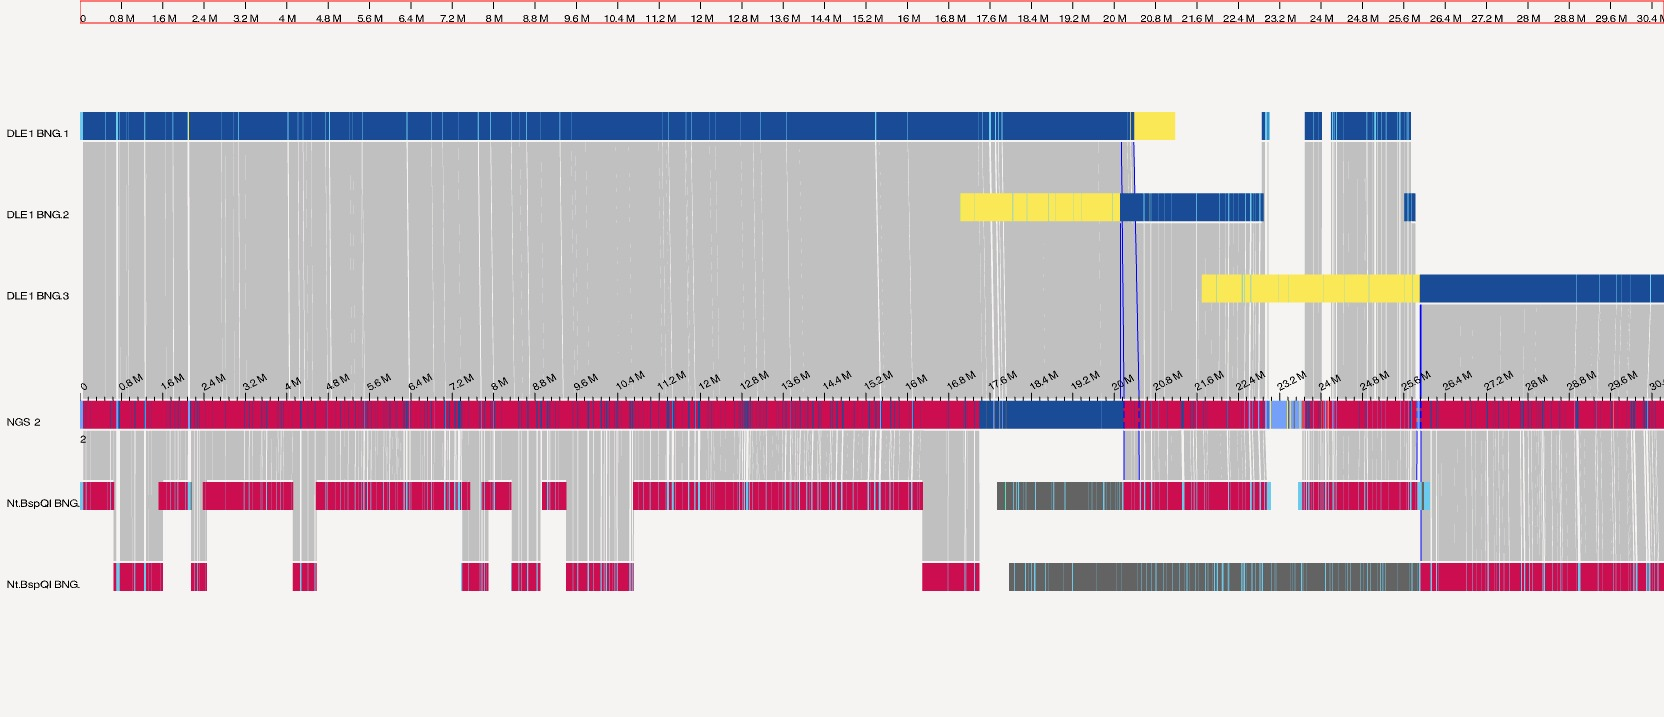 0 0.8 M 1.6 M 2.4 M 3.2 M 4 M 4.8 M 5.6 M 6.4 M 7.2 M 8 M 8.8 M 9.6 M 10.4 M 11.2 M 12 M 12.8 M 13.6 M 14.4 M 15.2 M 16 M 16.8 M 17.6 M 18.4 M 19.2 M 20 M 20.8 M 21.6 M 22.4 M 23.2 M 24 M 24.8 M 25.6 M 26.4 M 27.2 M 28 M 28.8 M 29.6 M 30.4 M
DLE1 BNG.1
DLE1 BNG.2
DLE1 BNG.3
0 0.8 M 1.6 M 2.4 M 3.2 M 4 M 4.8 M 5.6 M 6.4 M 7.2 M 8 M 8.8 M 9.6 M 10.4 M 11.2 M 12 M 12.8 M 13.6 M 14.4 M 15.2 M 16 M 16.8 M 17.6 M 18.4 M 19.2 M 20 M 20.8 M 21.6 M 22.4 M 23.2 M 24 M 24.8 M 25.6 M 26.4 M 27.2 M 28 M 28.8 M 29.6 M 30.
NGS 2
2
Nt.BspQI BNG.
Nt.BspQI BNG.